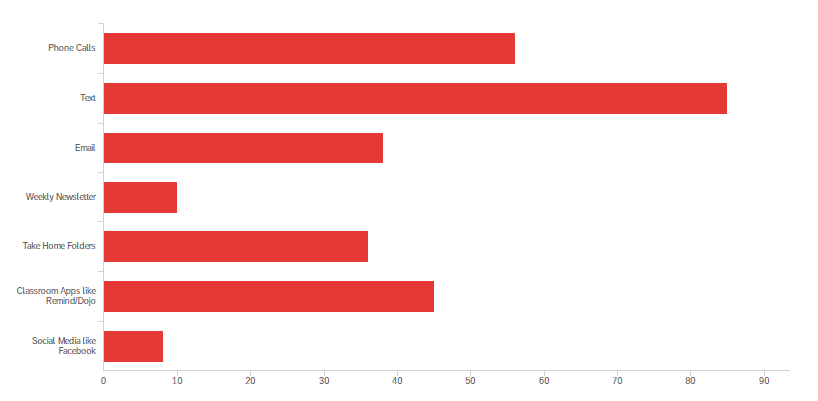 Phone Calls
Text
Email
Weekly Newsletter
Take Home Folders
Classroom Apps like
Remind/Dojo
Social Media like
Facebook
0 10 20 30 40 50 60 70 80 90